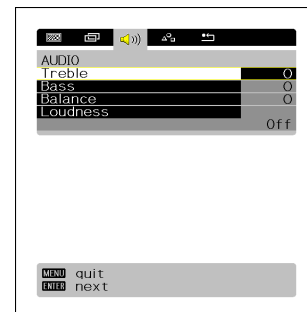 AUDIO
Treble 0
Bass 0
Balance 0
Loudness
Off
MENU quit
ENTER next